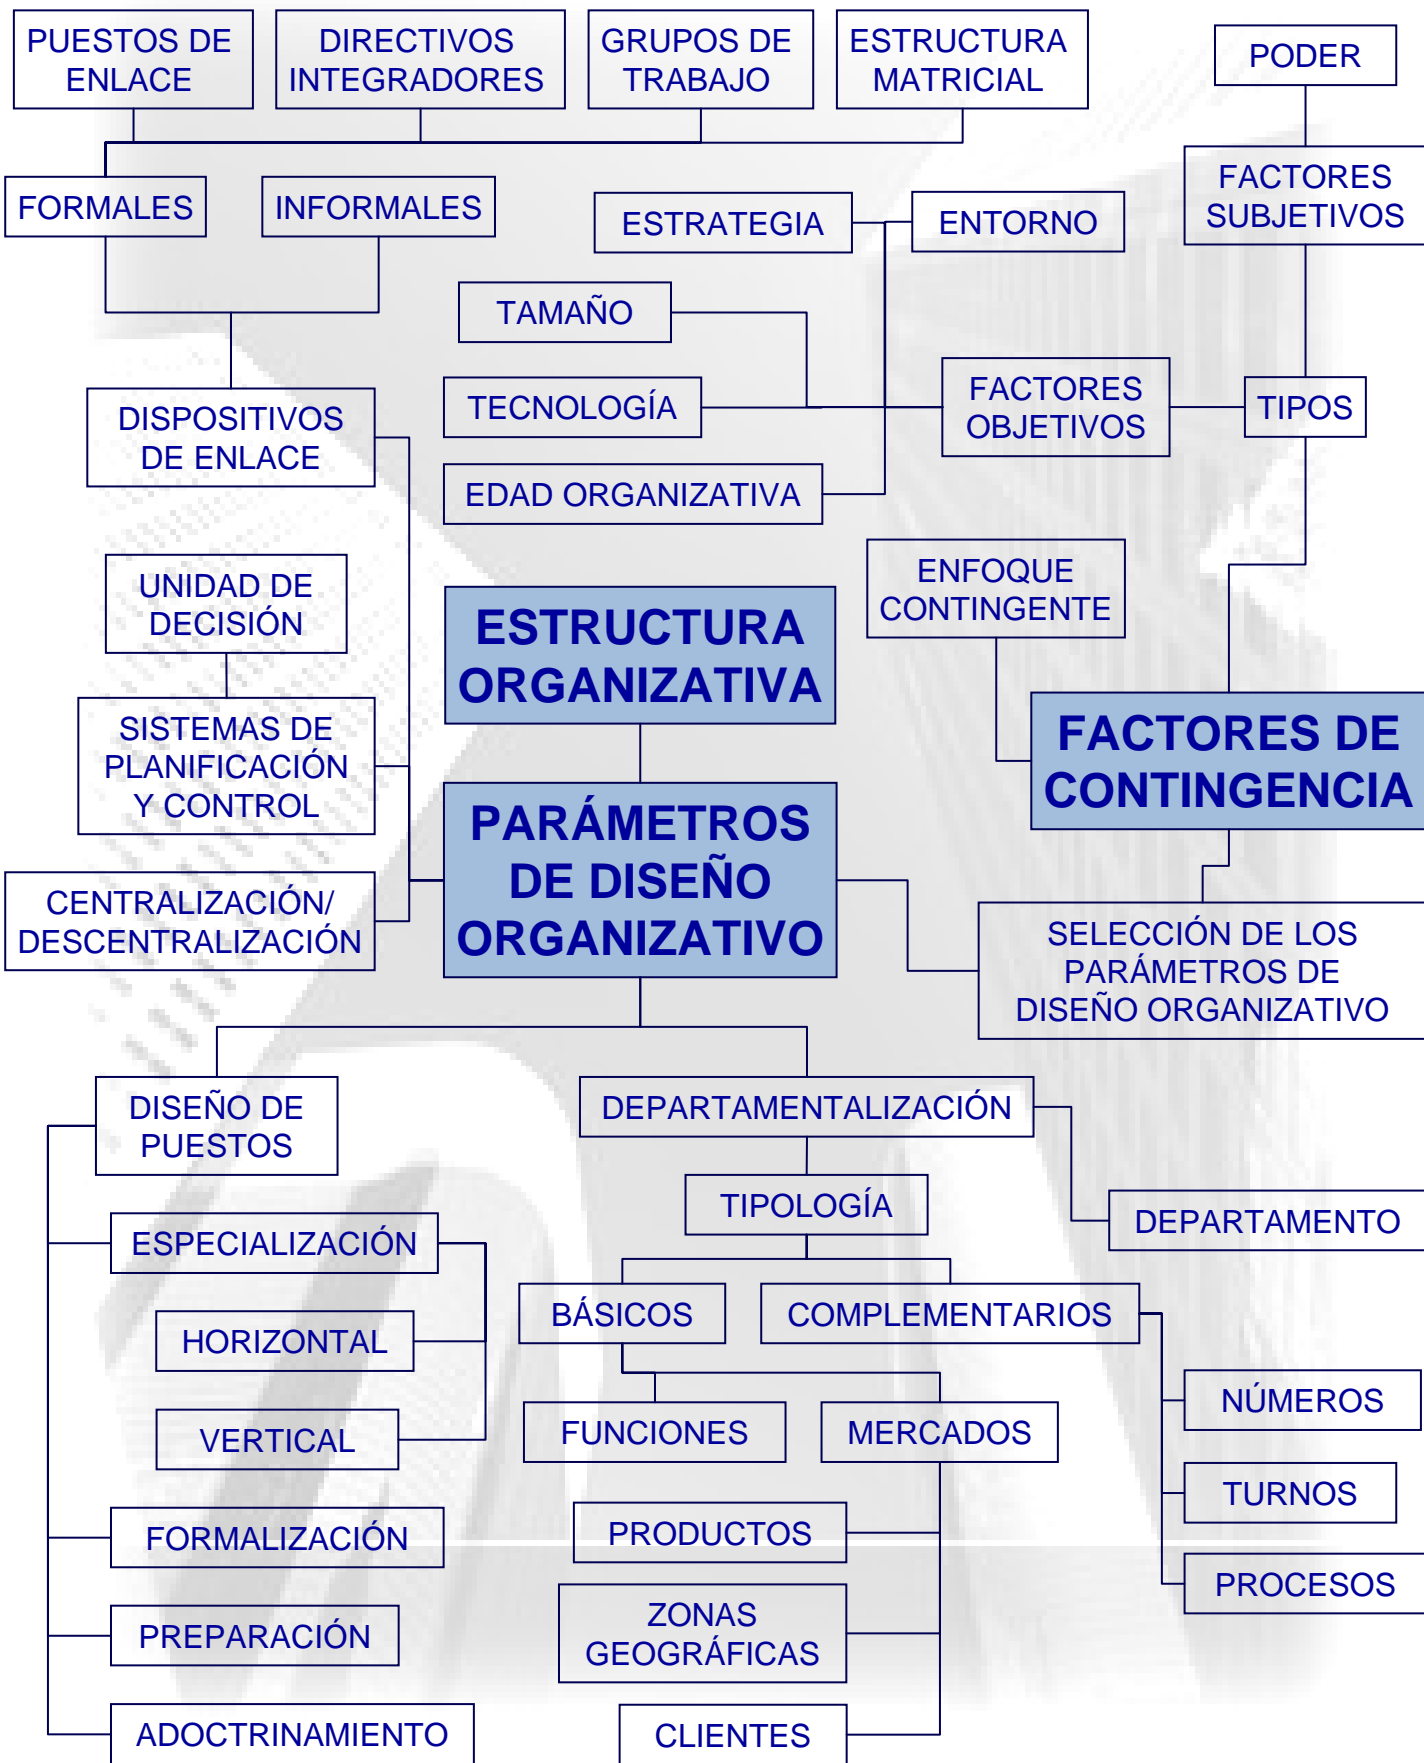 PUESTOS DE
ENLACE
DIRECTIVOS
INTEGRADORES
GRUPOS DE
TRABAJO
ESTRUCTURA
MATRICIAL
PODER
FORMALES
INFORMALES
FACTORES
SUBJETIVOS
ESTRATEGIA
ENTORNO
TAMAÑO
TECNOLOGÍA
FACTORES
OBJETIVOS
TIPOS
DISPOSITIVOS
DE ENLACE
EDAD ORGANIZATIVA
UNIDAD DE
DECISIÓN
ENFOQUE
CONTINGENTE
ESTRUCTURA
ORGANIZATIVA
SISTEMAS DE
PLANIFICACIÓN
Y CONTROL
FACTORES DE
CONTINGENCIA
PARÁMETROS
DE DISEÑO
ORGANIZATIVO
CENTRALIZACIÓN/
DESCENTRALIZACIÓN
SELECCIÓN DE LOS
PARÁMETROS DE
DISEÑO ORGANIZATIVO
DISEÑO DE
PUESTOS
DEPARTAMENTALIZACIÓN
TIPOLOGÍA
DEPARTAMENTO
ESPECIALIZACIÓN
BÁSICOS
COMPLEMENTARIOS
HORIZONTAL
NÚMEROS
VERTICAL
FUNCIONES
MERCADOS
TURNOS
FORMALIZACIÓN
PRODUCTOS
PROCESOS
PREPARACIÓN
ZONAS
GEOGRÁFICAS
ADOCTRINAMIENTO
CLIENTES